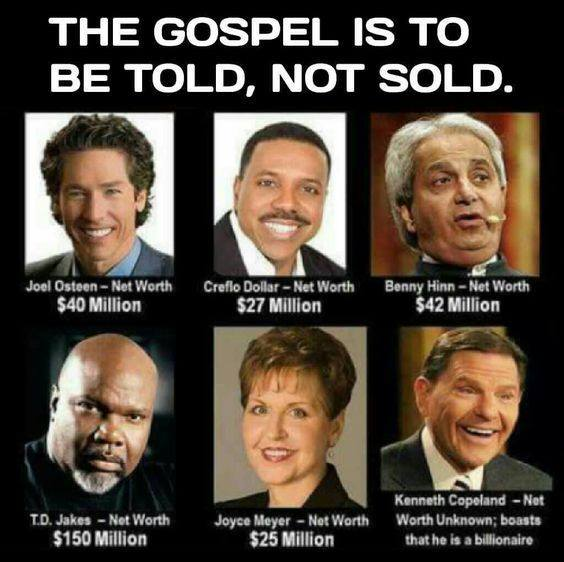 THE GOSPEL IS TO
BE TOLD, NOT SOLD.
Joel Osteen – Net Worth
$40 Million
Creflo Dollar – Net Worth
$27 Million
Benny Hinn – Net Worth
$42 Million
T.D. Jakes – Net Worth
$150 Million
Joyce Meyer – Net Worth
$25 Million
Kenneth Copeland – Net
Worth Unknown; boasts
that he is a billionaire